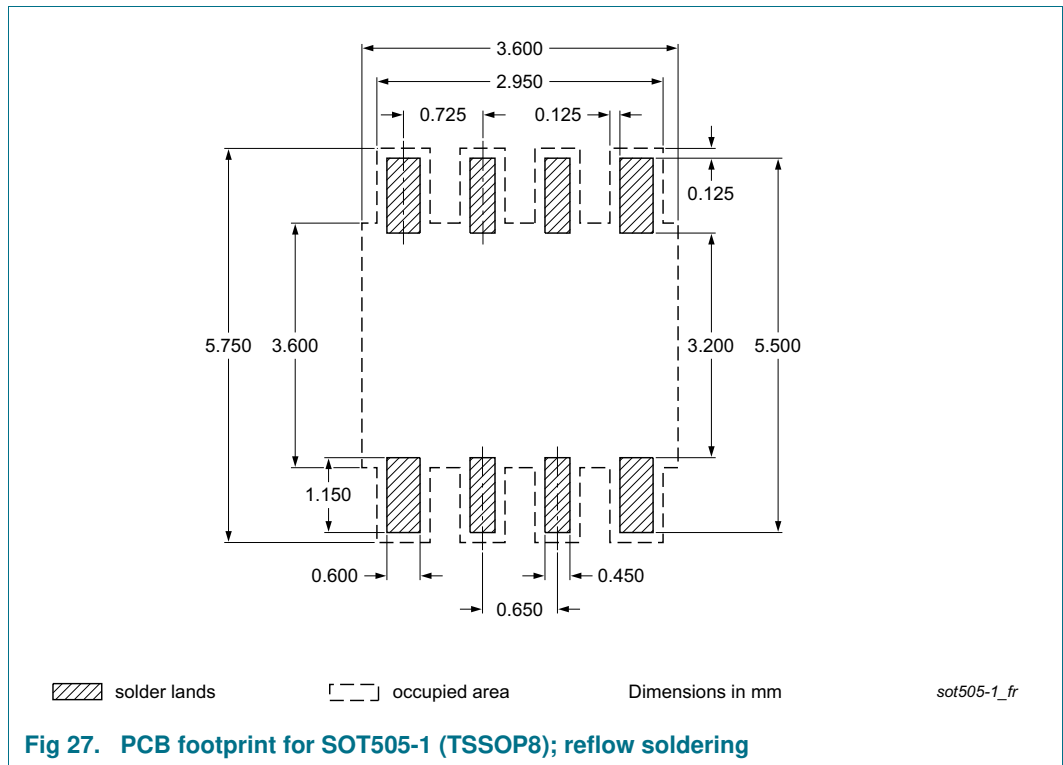 3.600
2.950
0.725
0.125
0.125
5.750
3.600
3.200
5.500
1.150
0.600
0.450
0.650
solder lands
occupied area
Dimensions in mm
sot505-1_fr
Fig 27. PCB footprint for SOT505-1 (TSSOP8); reflow soldering